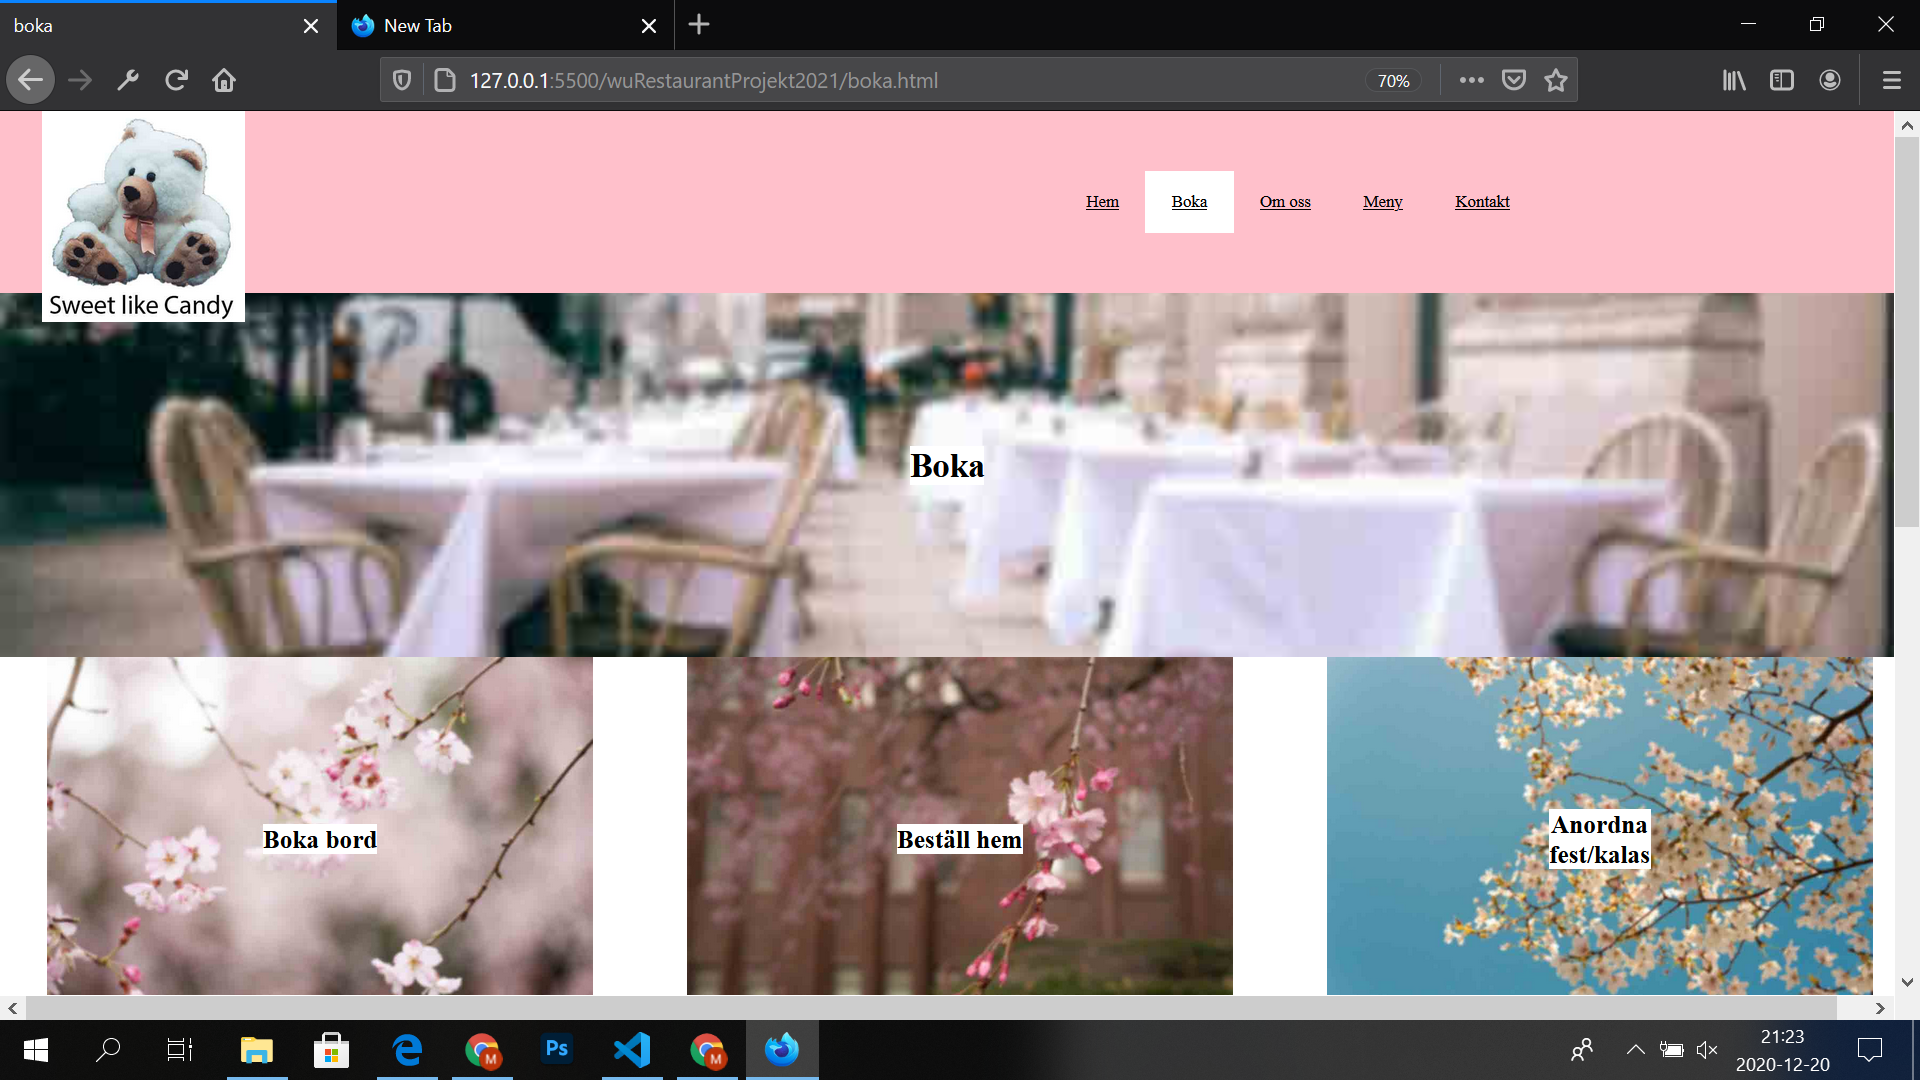 boka
New Tab
127.0.0.1:5500/wuRestaurantProjekt2021/boka.html
70%
Sweet like Candy
Hem
Boka
Om oss
Meny
Kontakt
Boka
Boka bord
Beställ hem
Anordna
fest/kalas
M
Ps
M
21:23
2020-12-20